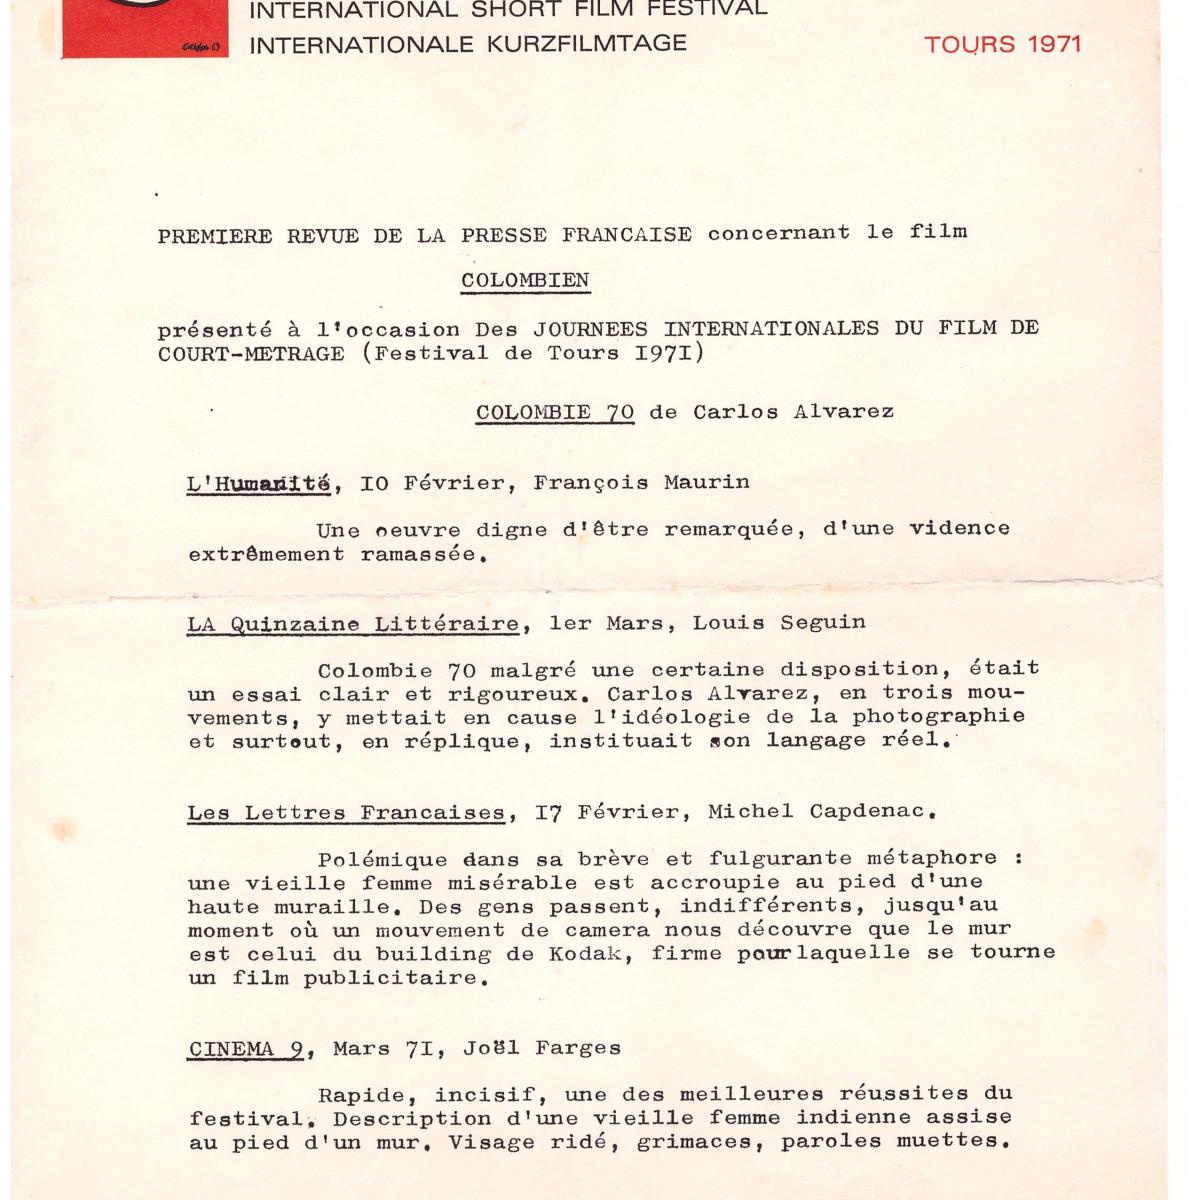 INTERNATIONAL SHORT FILM FESTIVAL
INTERNATIONALE KURZFILMTAGE
TOURS 1971
PREMIERE REVUE DE LA PRESSE FRANCAISE concernant le film
COLOMBIEN
présenté à l'occasion Des JOURNEES INTERNATIONALES DU FILM DE
COURT-METRAGE (Festival de Tours I97I)
COLOMBIE 70 de Carlos Alvarez
L'Humanité, I0 Février, François Maurin
Une oeuvre digne d'être remarquée, d'une vidence
extrêmement ramassée.
LA Quinzaine Littéraire, 1er Mars, Louis Seguin
Colombie 70 malgré une certaine disposition, était
un essai clair et rigoureux. Carlos Alvarez, en trois mou-
vements, y mettait en cause l'idéologie de la photographie
et surtout, en réplique, instituait son langage réel.
Les Lettres Francaises, I7 Février, Michel Capdenac.
Polémique dans sa brève et fulgurante métaphore :
une vieille femme misérable est accroupie au pied d'une
haute muraille. Des gens passent, indifférents, jusqu'au
moment où un mouvement de camera nous découvre que le mur
est celui du building de Kodak, firme pour laquelle se tourne
un film publicitaire.
CINEMA 9, Mars 7I, Joël Farges
Rapide, incisif, une des meilleures réussites du
festival. Description d'une vieille femme indienne assise
au pied d'un mur. Visage ridé, grimaces, paroles muettes.